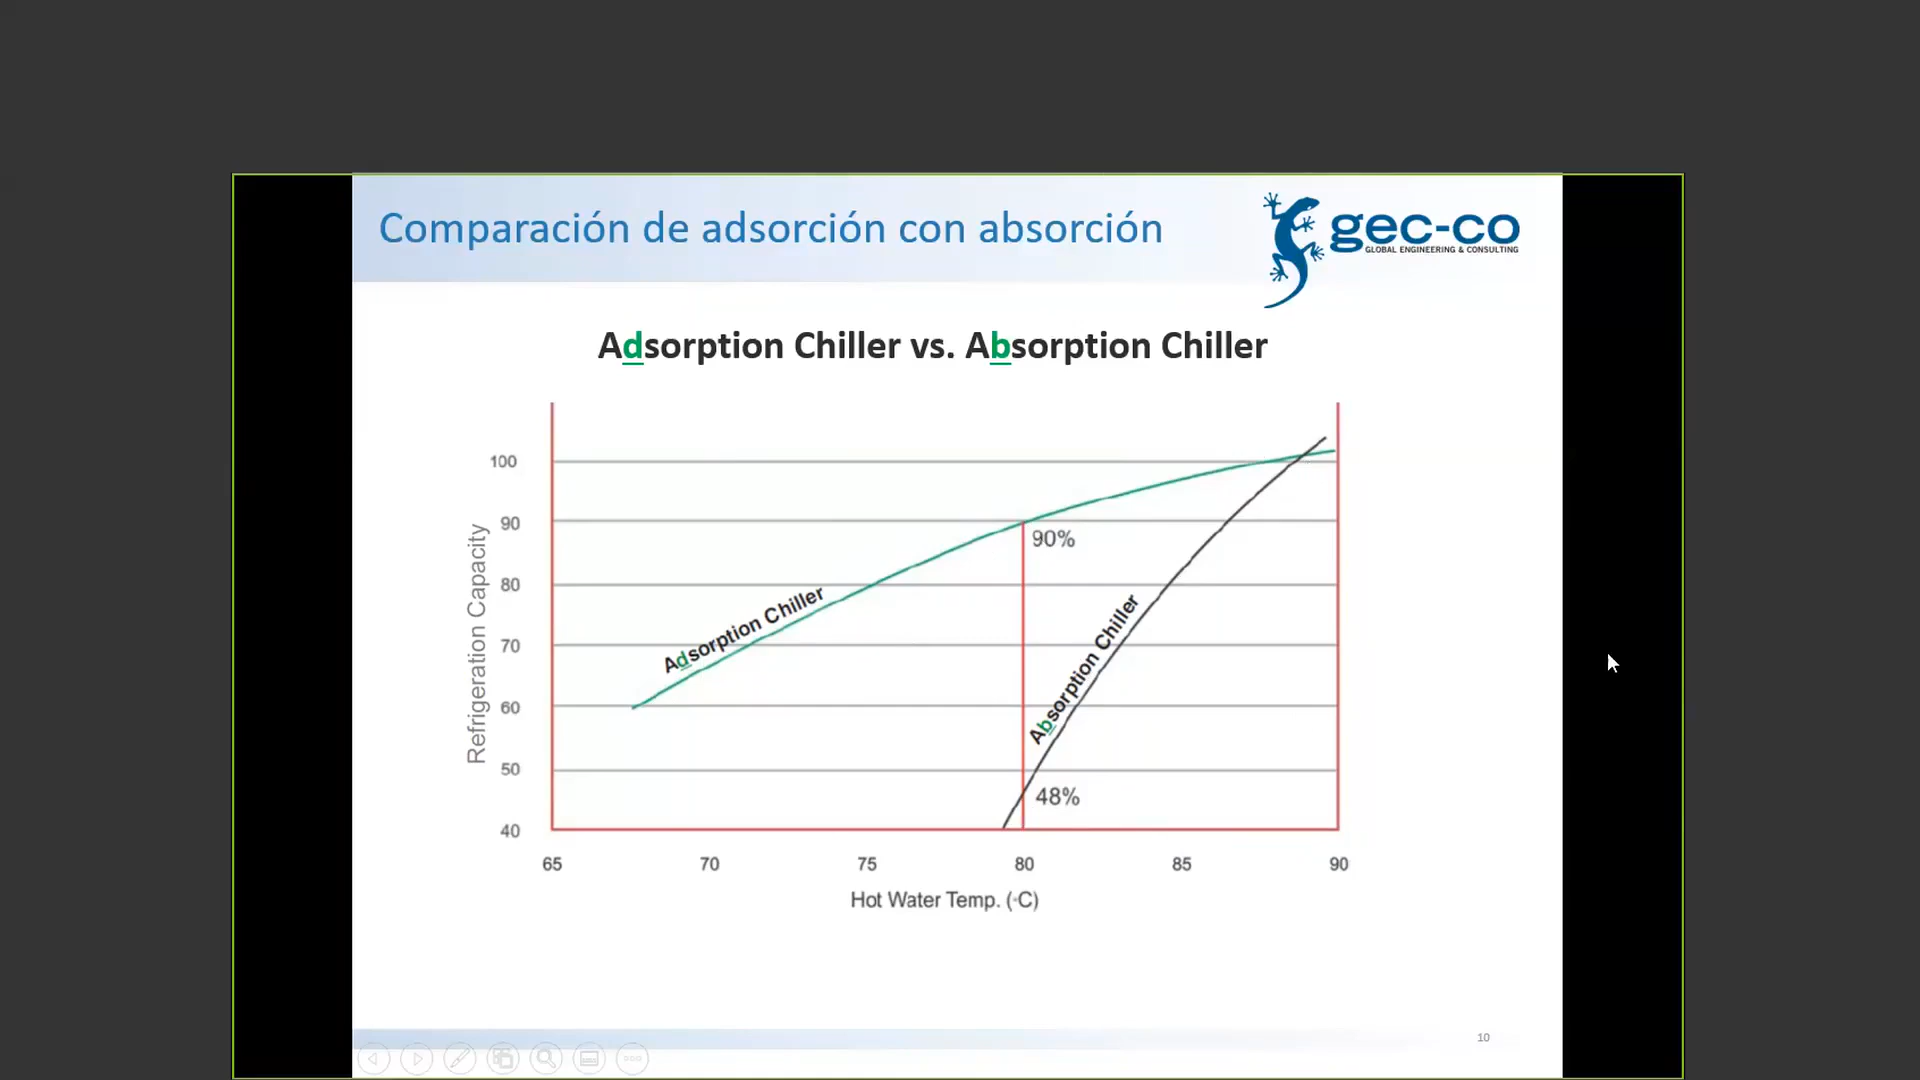 Comparación de adsorción con absorción
gec-co
GLOBAL ENGINEERING & CONSULTING
Adsorption Chiller vs. Absorption Chiller
100
90
80
70
60
50
40
Refrigeration Capacity
Adsorption Chiller
90%
Absorption Chiller
48%
65 70 75 80 85 90
Hot Water Temp. (°C)
10